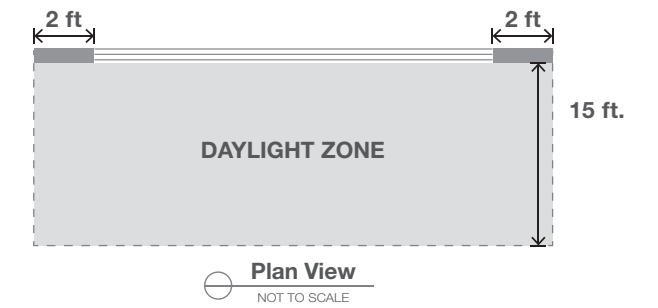 2 ft
2 ft
15 ft.
DAYLIGHT ZONE
Plan View
NOT TO SCALE